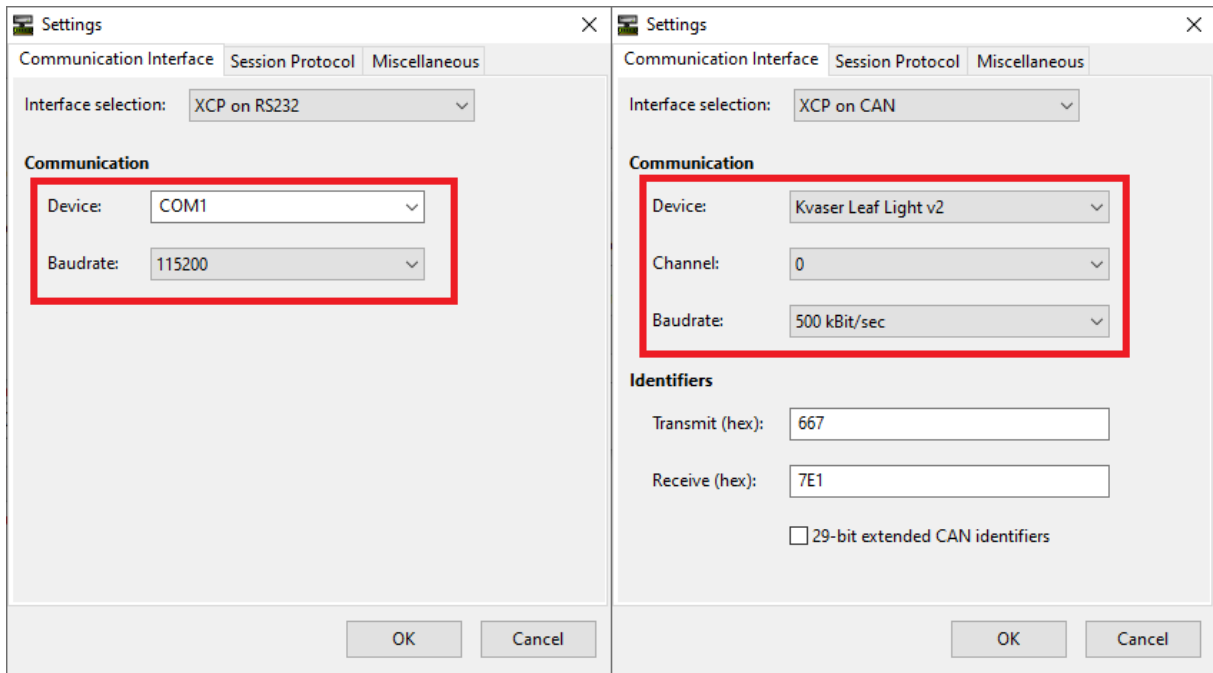 Settings
Communication Interface Session Protocol Miscellaneous
Interface selection: XCP on RS232
Communication
Device: COM1
Baudrate: 115200
OK Cancel
Settings
Communication Interface Session Protocol Miscellaneous
Interface selection: XCP on CAN
Communication
Device: Kvaser Leaf Light v2
Channel: 0
Baudrate: 500 kBit/sec
Identifiers
Transmit (hex): 667
Receive (hex): 7E1
29-bit extended CAN identifiers
OK Cancel